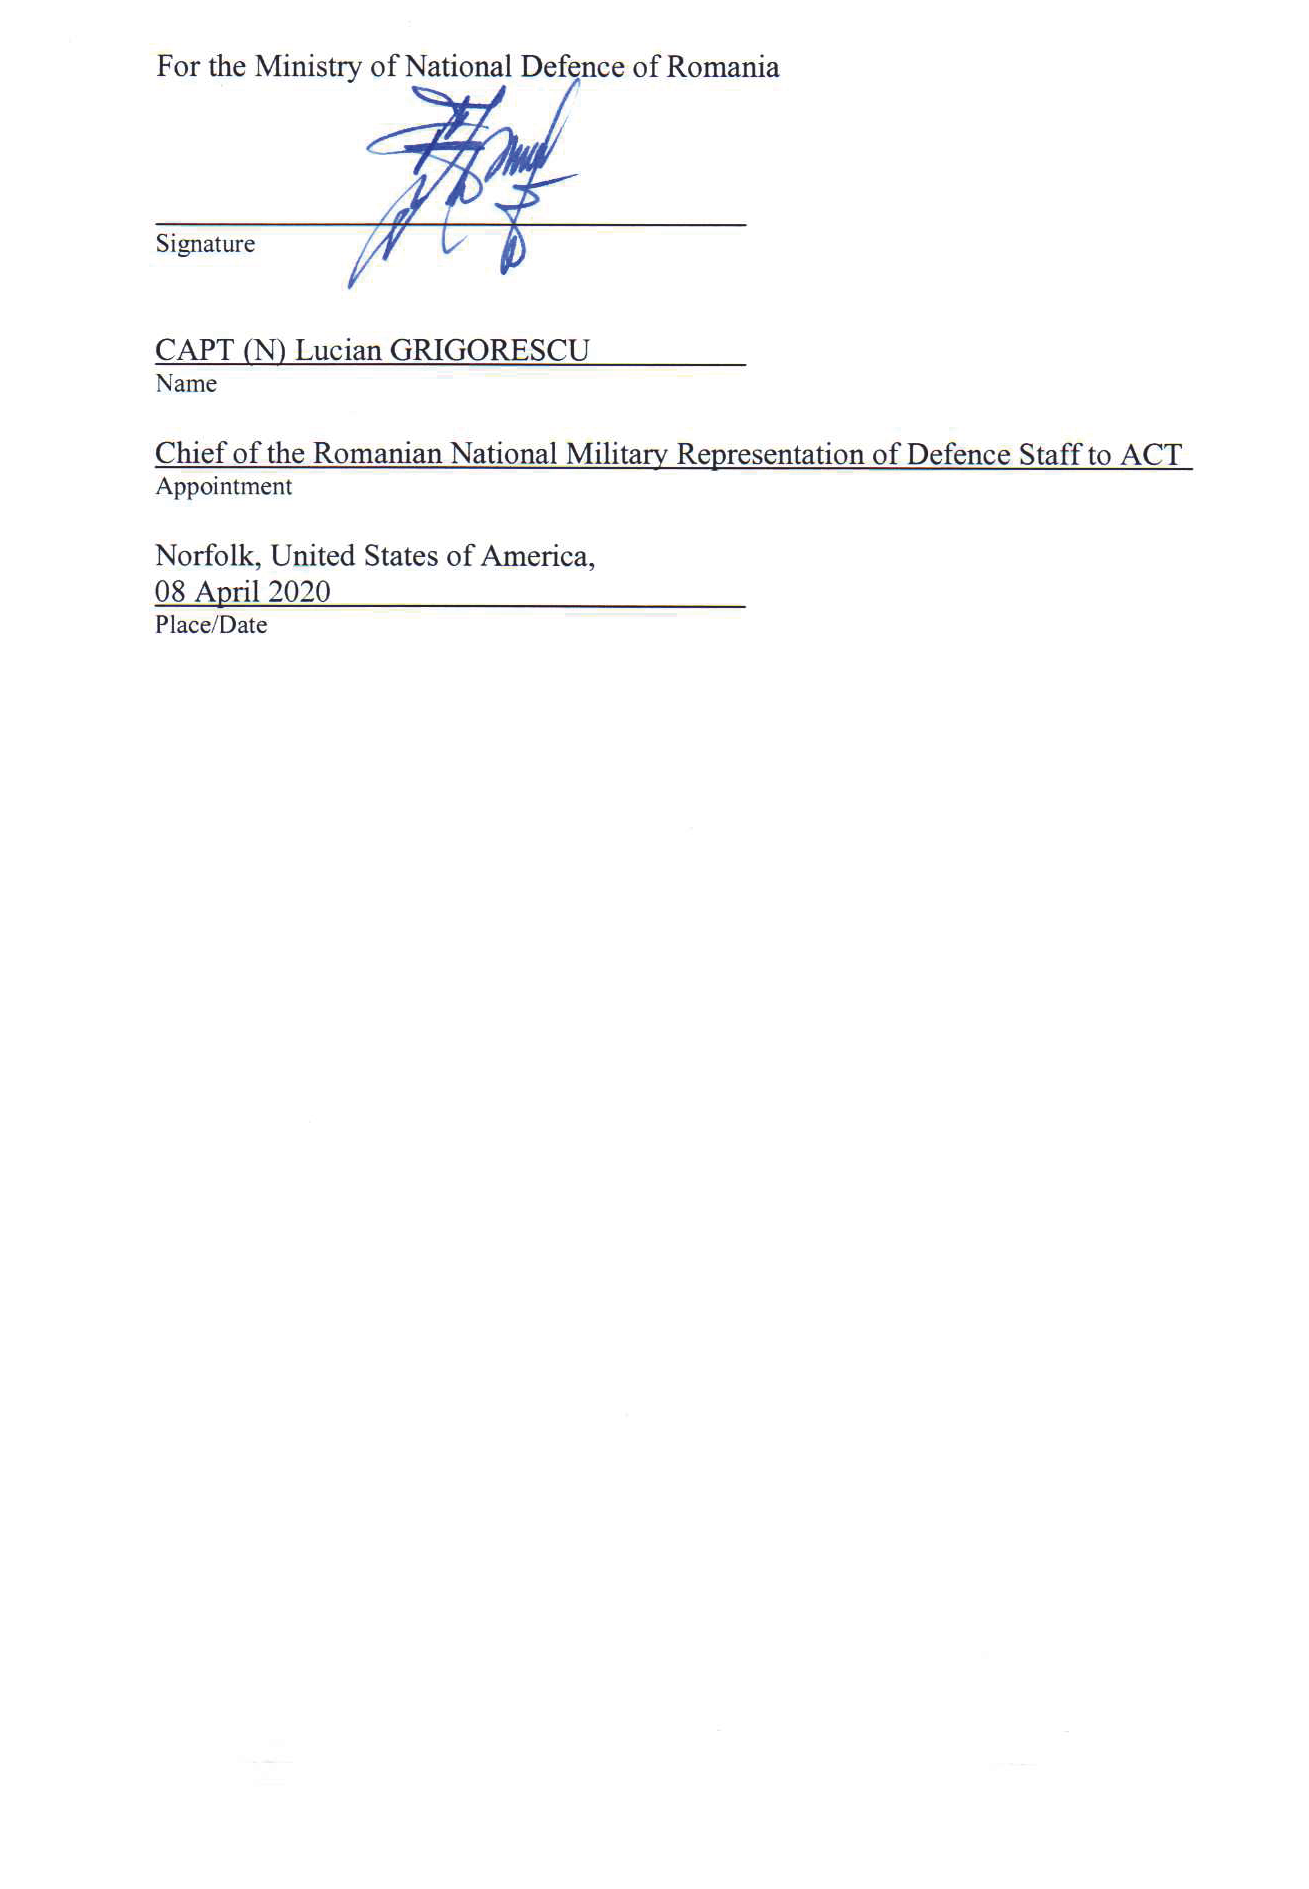 For the Ministry of National Defence of Romania
Signature
CAPT (N) Lucian GRIGORESCU
Name
Chief of the Romanian National Military Representation of Defence Staff to ACT
Appointment
Norfolk, United States of America,
08 April 2020
Place/Date